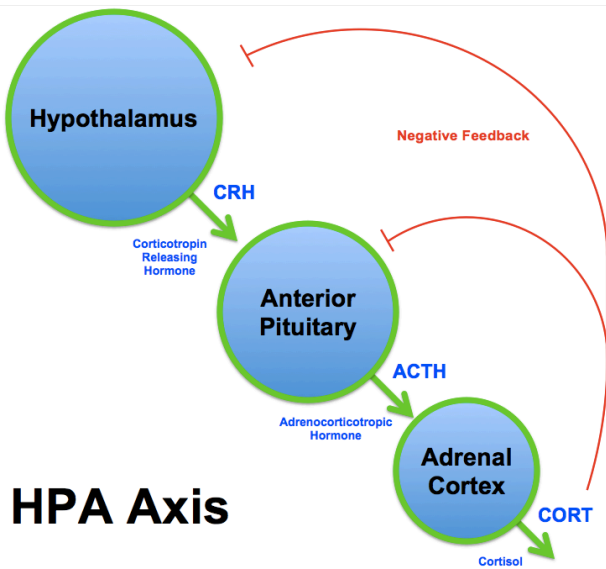 Hypothalamus
Negative Feedback
CRH
Corticotropin
Releasing
Hormone
Anterior
Pituitary
ACTH
Adrenocorticotropic
Hormone
Adrenal
Cortex
HPA Axis
CORT
Cortisol